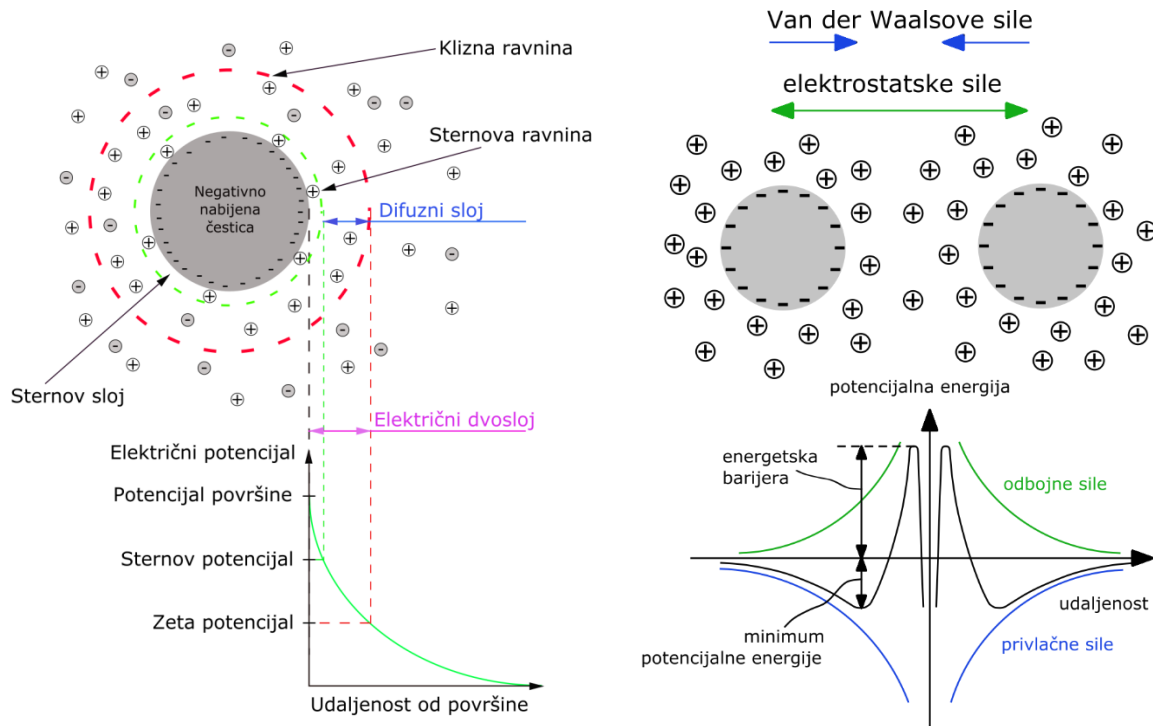 Klizna ravnina
Sternova ravnina
Negativno
nabijena
čestica
Difuzni sloj
Sternov sloj
Električni dvosloj
Električni potencijal
Potencijal površine
Sternov potencijal
Zeta potencijal
Udaljenost od površine
Van der Waalsove sile
elektrostatske sile
potencijalna energija
energetska
barijera
odbojne sile
udaljenost
minimum
potencijalne energije
privlačne sile